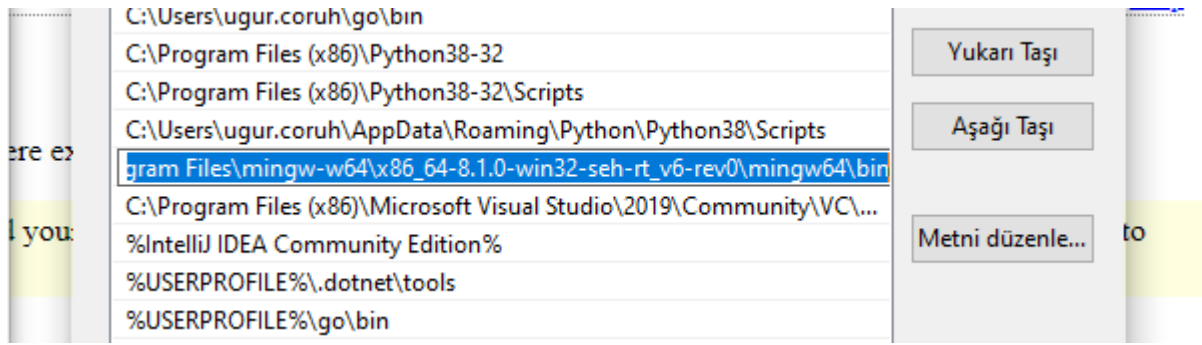 C:\Users\ugur.coruh\go\bin
C:\Program Files (x86)\Python38-32
Yukarı Taşı
C:\Program Files (x86)\Python38-32\Scripts
C:\Users\ugur.coruh\AppData\Roaming\Python\Python38\Scripts
Aşağı Taşı
ere ex
gram Files\mingw-w64\x86_64-8.1.0-win32-seh-rt_v6-rev0\mingw64\bin
C:\Program Files (x86)\Microsoft Visual Studio\2019\Community\VC\...
you
%IntelliJ IDEA Community Edition%
Metni düzenle...
to
%USERPROFILE%\.dotnet\tools
%USERPROFILE%\go\bin